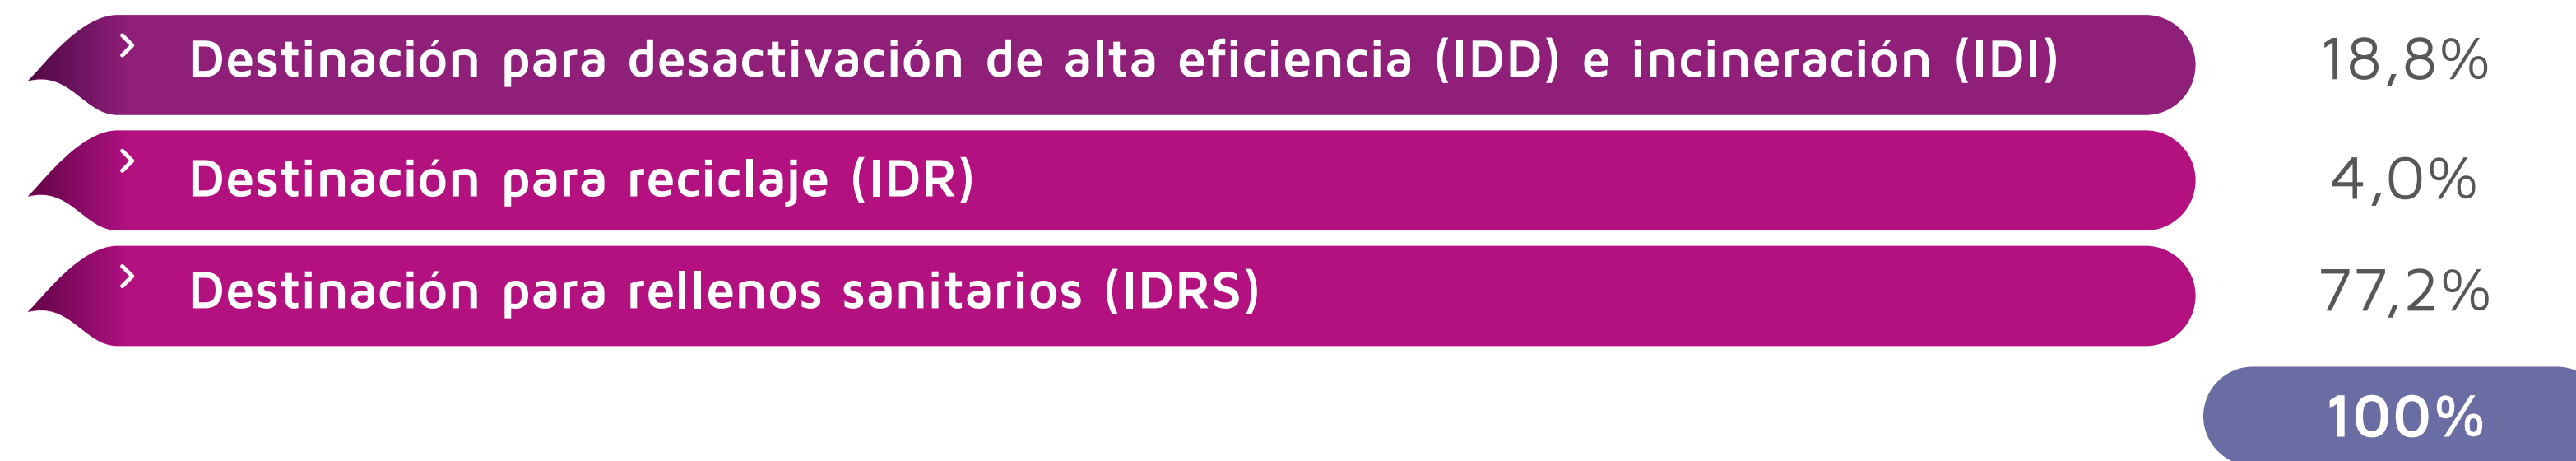 > Destinación para desactivación de alta eficiencia (IDD) e incineración (IDI) 18,8%
> Destinación para reciclaje (IDR) 4,0%
> Destinación para rellenos sanitarios (IDRS) 77,2%
100%